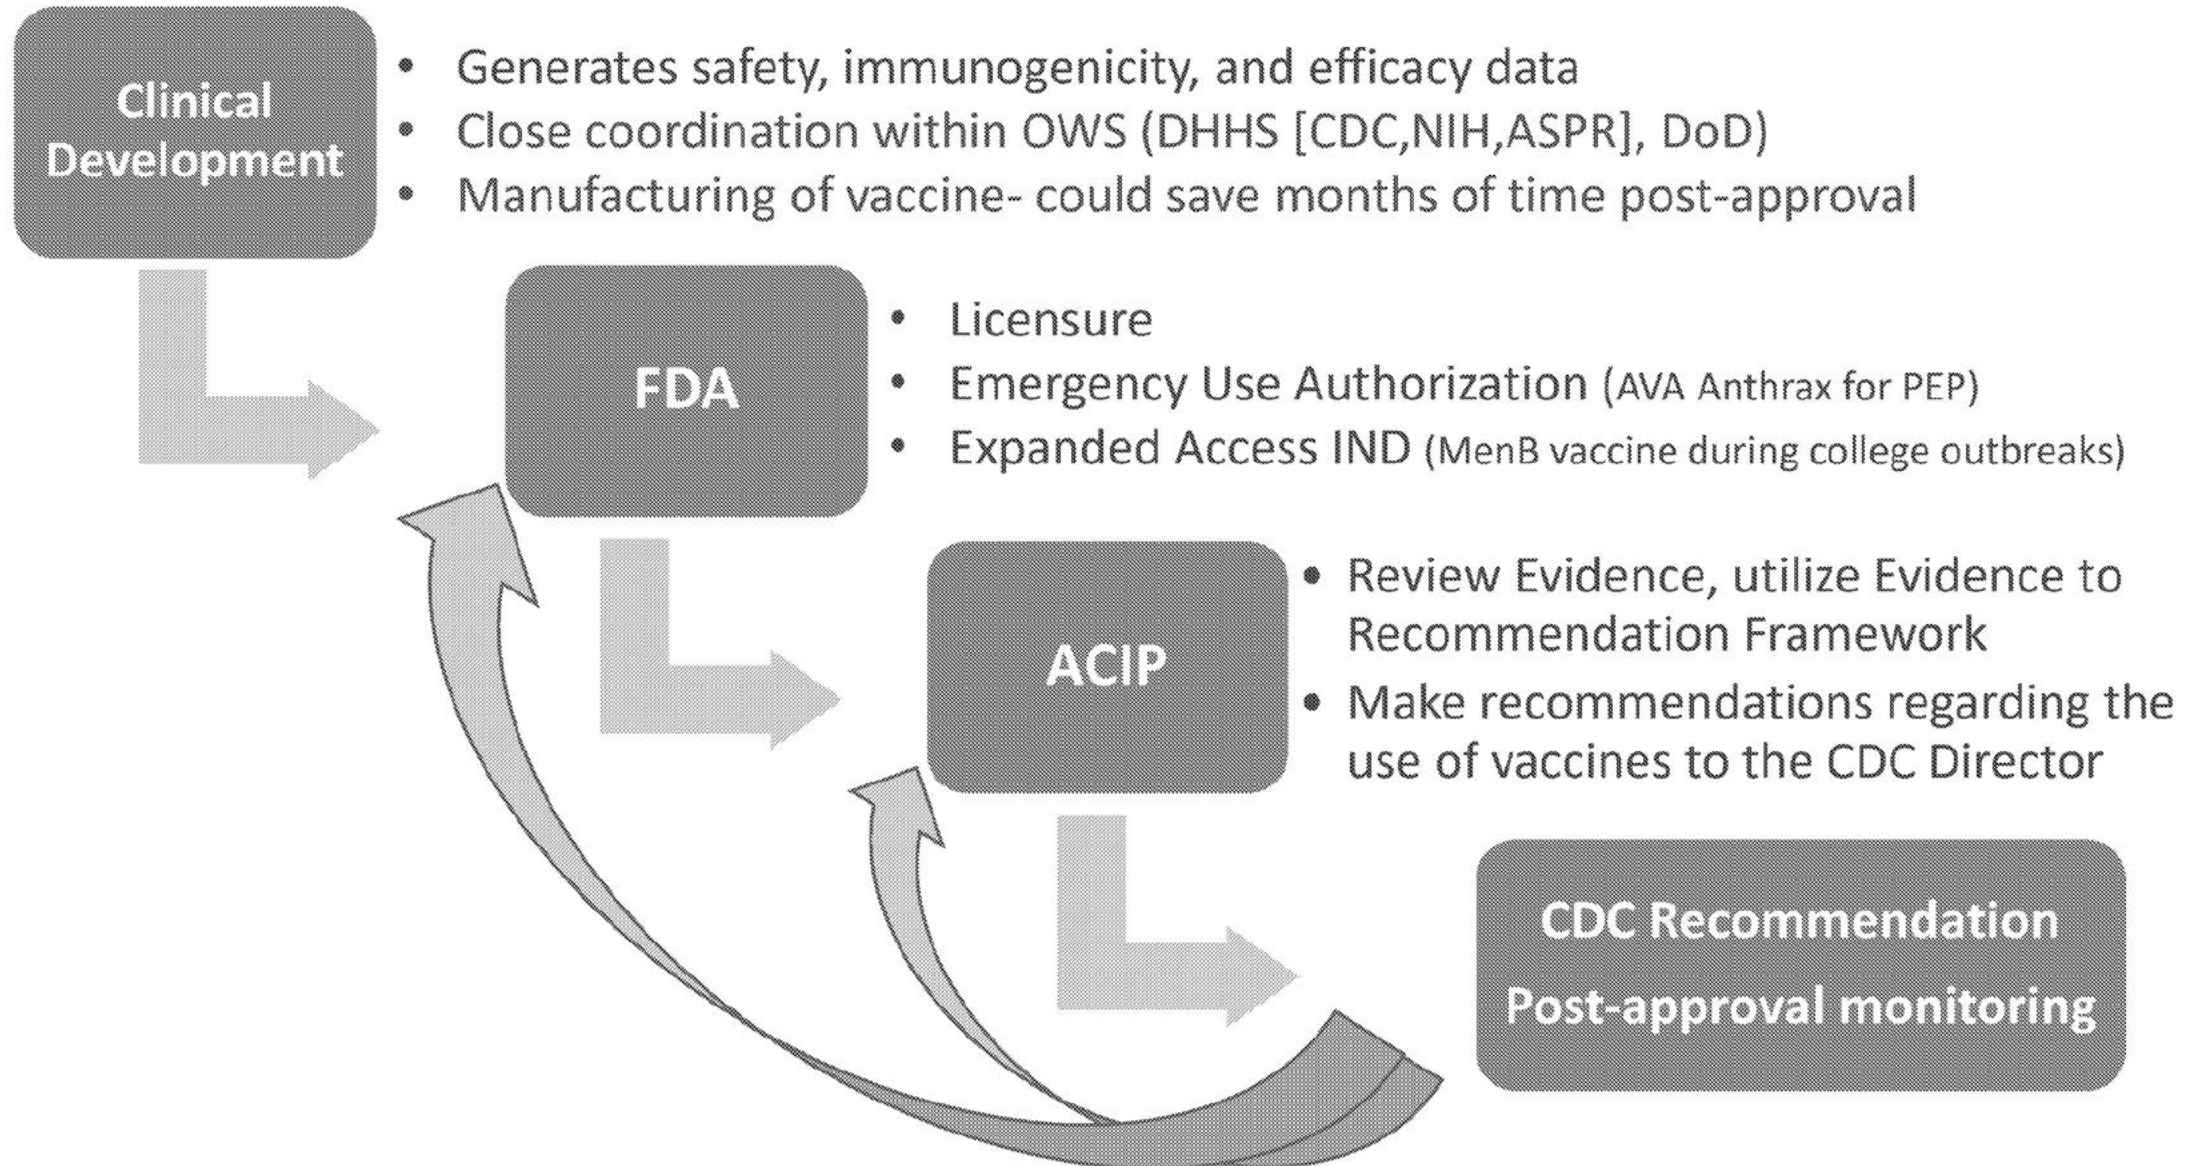 Clinical
Development
• Generates safety, immunogenicity, and efficacy data
• Close coordination within OWS (DHHS [CDC,NIH,ASPR], DoD)
• Manufacturing of vaccine- could save months of time post-approval
FDA
• Licensure
• Emergency Use Authorization (AVA Anthrax for PEP)
• Expanded Access IND (MenB vaccine during college outbreaks)
ACIP
• Review Evidence, utilize Evidence to
Recommendation Framework
• Make recommendations regarding the
use of vaccines to the CDC Director
CDC Recommendation
Post-approval monitoring